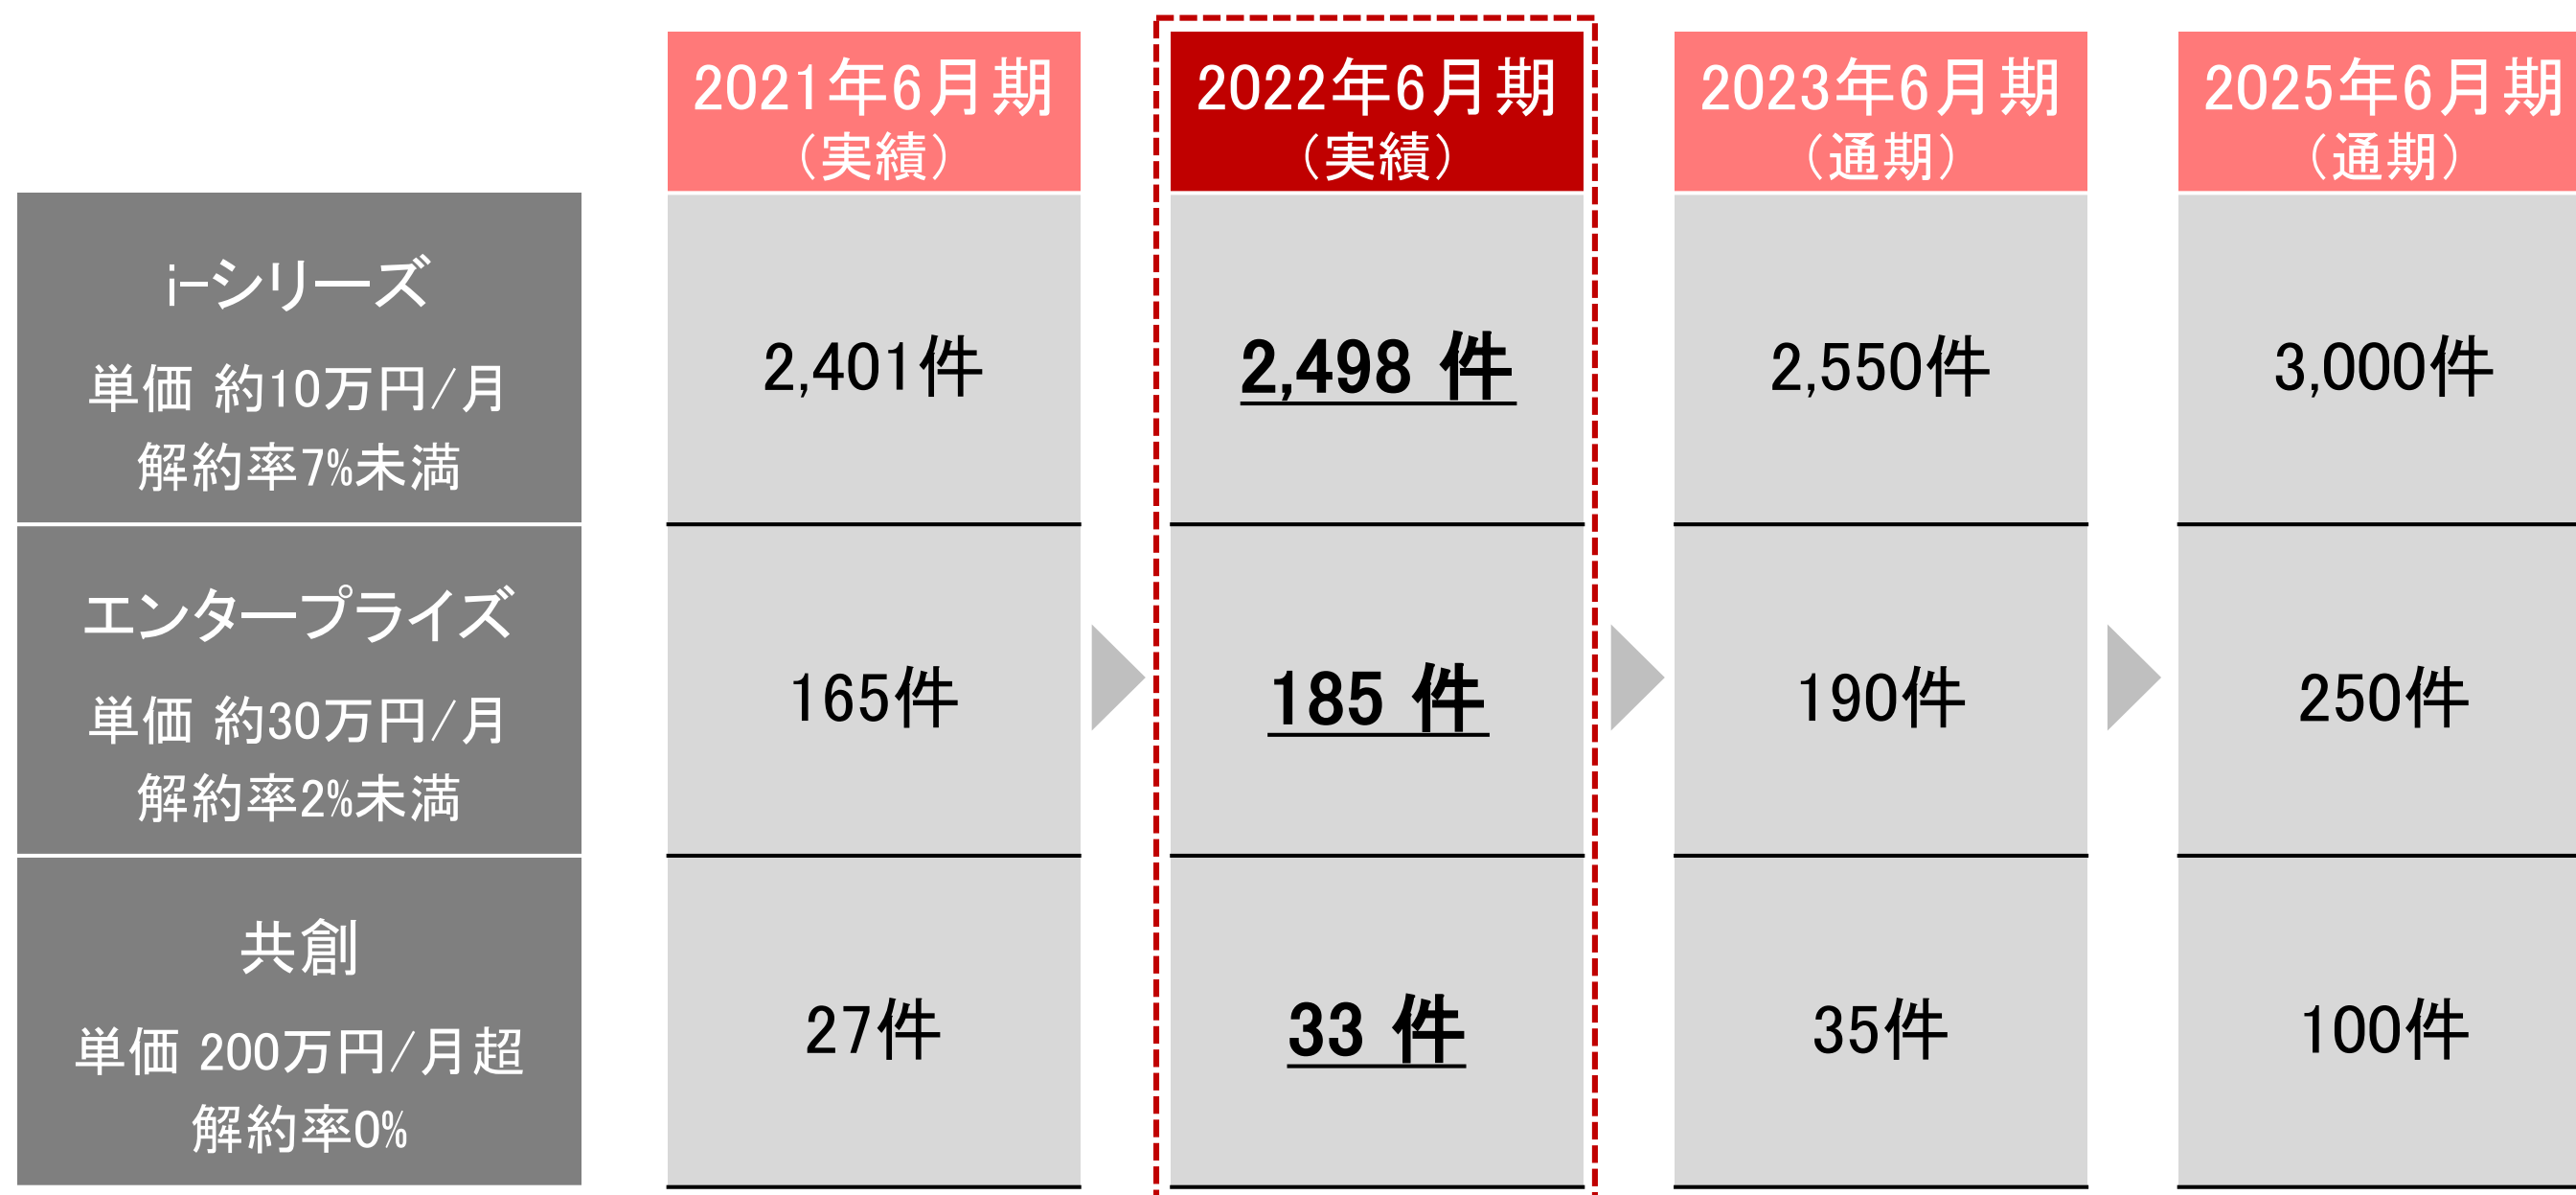 2021年6月期
（実績）
2022年6月期
（実績）
2023年6月期
（通期）
2025年6月期
（通期）
i-シリーズ
単価 約10万円/月
解約率7%未満
2,401件
2,498 件
2,550件
3,000件
エンタープライズ
単価 約30万円/月
解約率2%未満
165件
185 件
190件
250件
共創
単価 200万円/月超
解約率0%
27件
33 件
35件
100件